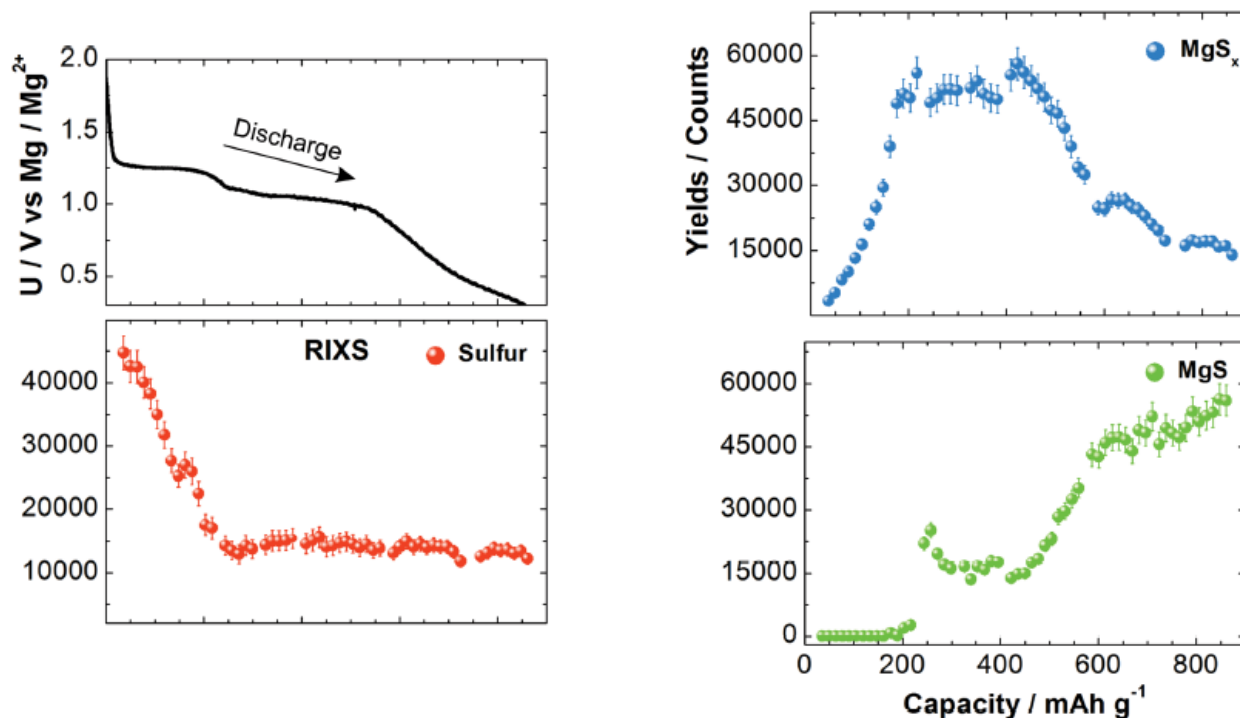 U / V vs Mg / Mg²⁺
2.0
1.5
1.0
0.5
Discharge
RIXS
Sulfur
40000
30000
20000
10000
Yields / Counts
60000
45000
30000
15000
MgSₓ
60000
45000
30000
15000
0
MgS
0 200 400 600 800
Capacity / mAh g⁻¹